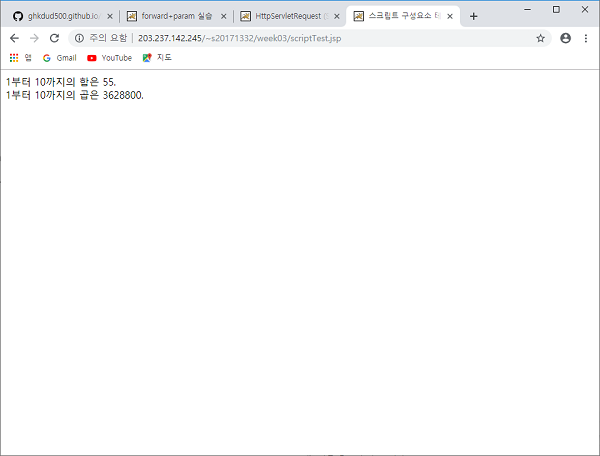 ghkdud500.github.io/
forward+param 실습
HttpServletRequest
스크립트 구성요소 테
주의 요함 203.237.142.245/~s20171332/week03/scriptTest.jsp
앱 Gmail YouTube 지도
1부터 10까지의 합은 55.
1부터 10까지의 곱은 3628800.